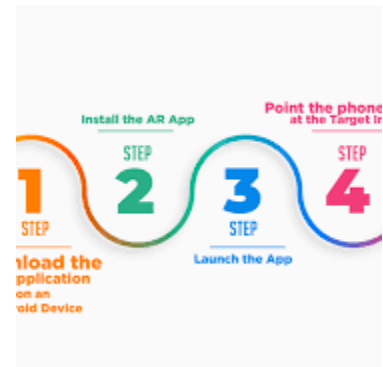 1
STEP
nload the
pplication
on an
roid Device
Install the AR App
STEP
2
3
STEP
Launch the App
Point the phone
at the Target In
STEP
4